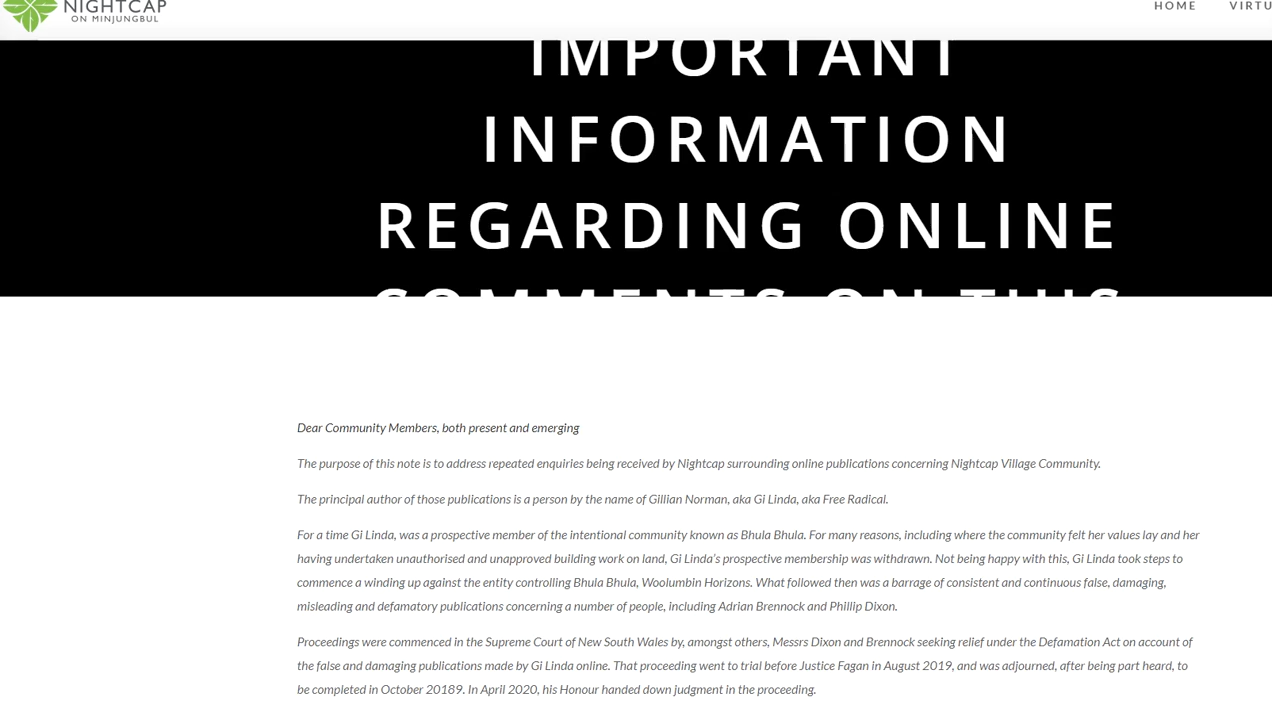 NIGHTCAP
ON MINJUNGBUL
HOME
IMPORTANT
INFORMATION
REGARDING ONLINE
COMMENTS ON THIS
Dear Community Members, both present and emerging
The purpose of this note is to address repeated enquiries being received by Nightcap surrounding online publications concerning Nightcap Village Community.
The principal author of those publications is a person by the name of Gillian Norman, aka Gi Linda, aka Free Radical.
For a time Gi Linda, was a prospective member of the intentional community known as Bhula Bhula. For many reasons, including where the community felt her values lay and her
having undertaken unauthorised and unapproved building work on land, Gi Linda's prospective membership was withdrawn. Not being happy with this, Gi Linda took steps to
commence a winding up against the entity controlling Bhula Bhula, Woolumbin Horizons. What followed then was a barrage of consistent and continuous false, damaging,
misleading and defamatory publications concerning a number of people, including Adrian Brennock and Phillip Dixon.
Proceedings were commenced in the Supreme Court of New South Wales by, amongst others, Messrs Dixon and Brennock seeking relief under the Defamation Act on account of
the false and damaging publications made by Gi Linda online. That proceeding went to trial before Justice Fagan in August 2019, and was adjourned, after being part heard, to
be completed in October 20189. In April 2020, his Honour handed down judgment in the proceeding.